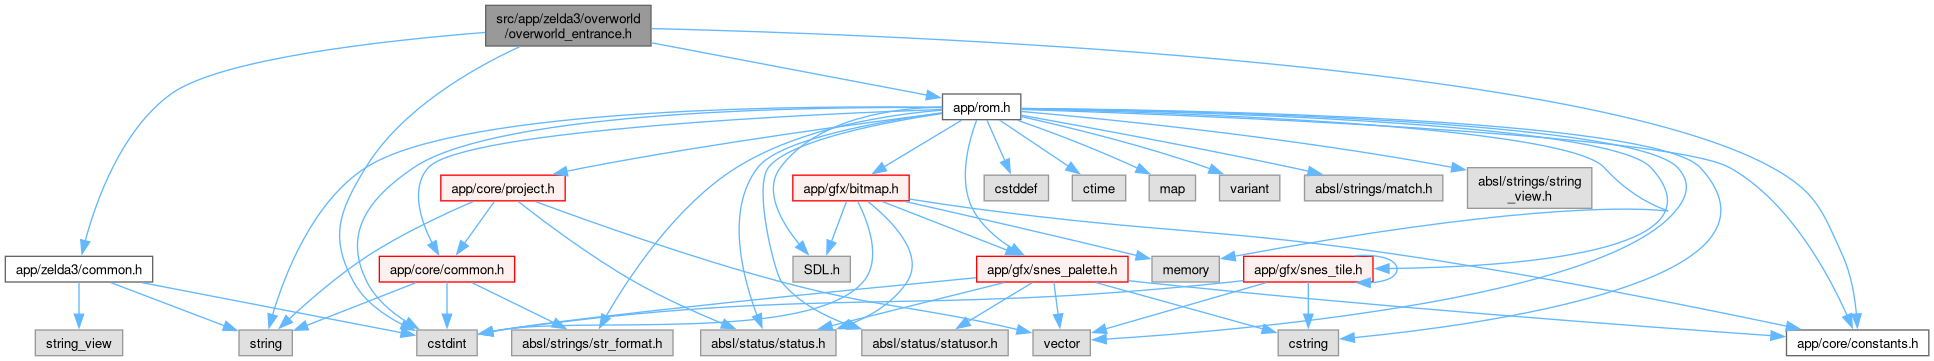 src/app/zelda3/overworld
/overworld_entrance.h
app/rom.h
app/core/project.h
app/gfx/bitmap.h
cstddef
ctime
map
variant
absl/strings/match.h
absl/strings/string
_view.h
app/zelda3/common.h
app/core/common.h
SDL.h
app/gfx/snes_palette.h
memory
app/gfx/snes_tile.h
string_view
string
cstdint
absl/strings/str_format.h
absl/status/status.h
absl/status/statusor.h
vector
cstring
app/core/constants.h